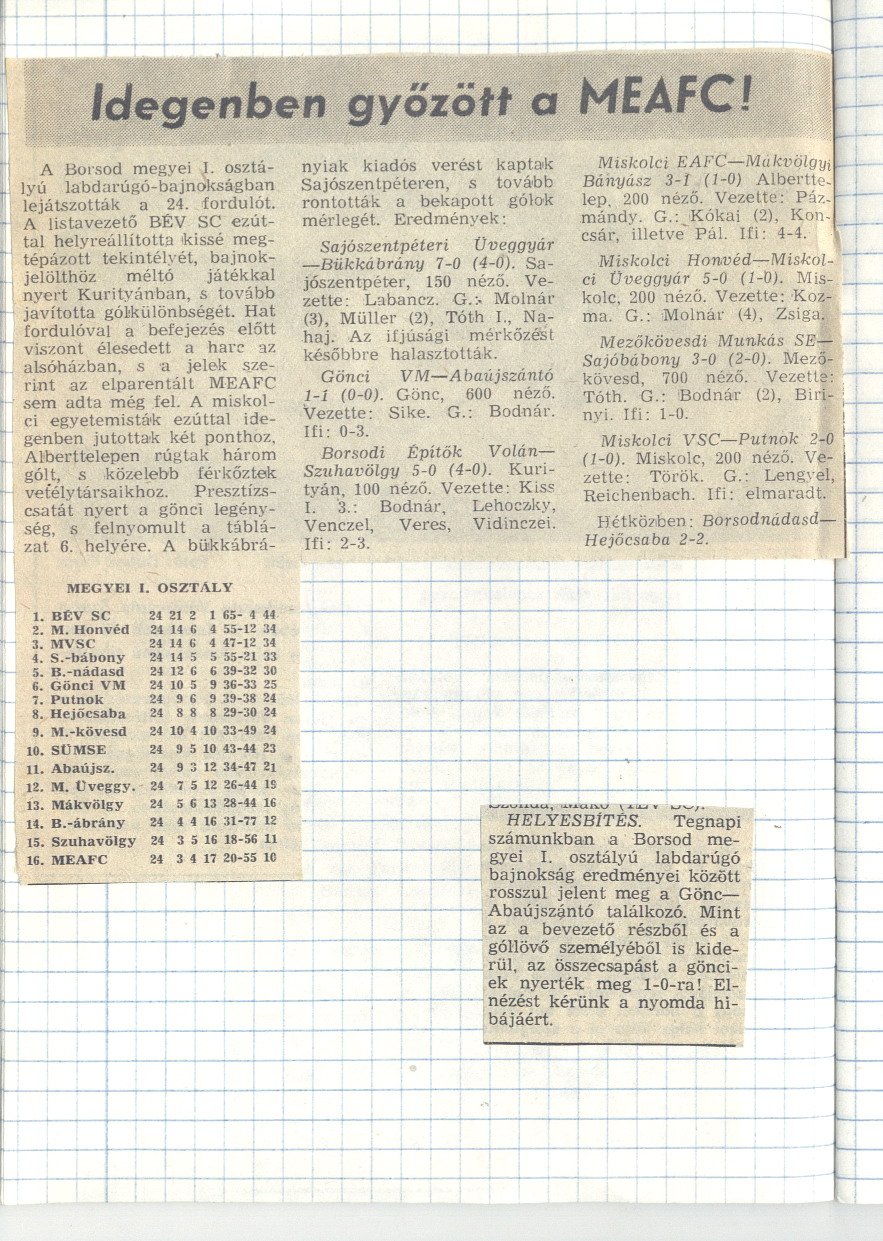 Idegenben győzött a MEAFC!
A Borsod megyei I. osztá-
lyú labdarúgó-bajnokságban
lejátszották a 24. fordulót.
A listavezető BÉV SC ezút-
tal helyreállította kissé meg-
tépázott tekintélyét, bajnok-
jelölthöz méltó játékkal
nyert Kurityánban, s tovább
javította gólkülönbségét. Hat
fordulóval a befejezés előtt
viszont élesedett a harc az
alsóházban, s a jelek sze-
rint az elparentált MEAFC
sem adta még fel. A miskol-
ci egyetemisták ezúttal ide-
genben jutottak két ponthoz,
Alberttelepen rúgtak három
gólt, s közelebb férkőztek
vetélytársaikhoz. Presztízs-
csatát nyert a gönci legény-
ség, s felnyomult a táblá-
zat 6. helyére. A bükkábrá-
nyiak kiadós verést kaptak
Sajószentpéteren, s tovább
rontották a bekapott gólok
mérlegét. Eredmények:
Sajószentpéteri Üveggyár
—Bükkábrány 7-0 (4-0). Sa-
jószentpéter, 150 néző. Ve-
zette: Labancz. G.: Molnár
(3), Müller (2), Tóth I., Na-
haj. Az ifjúsági mérkőzést
későbbre halasztották.
Gönci VM—Abaújszántó
1-1 (0-0). Gönc, 600 néző.
Vezette: Sike. G.: Bodnár.
Ifi: 0-3.
Borsodi Építők Volán—
Szuhavölgy 5-0 (4-0). Kuri-
tyán, 100 néző. Vezette: Kiss
I. 3.: Bodnár, Lehoczky,
Venczel, Veres, Vidinczei.
Ifi: 2-3.
Miskolci EAFC—Mákvölgyi
Bányász 3-1 (1-0) Albertte-
lep, 200 néző. Vezette: Páz-
mándy. G.: Kókai (2), Kon-
csár, illetve Pál. Ifi: 4-4.
Miskolci Honvéd—Miskol-
ci Üveggyár 5-0 (1-0). Mis-
kolc, 200 néző. Vezette: Koz-
ma. G.: Molnár (4), Zsiga.
Mezőkövesdi Munkás SE—
Sajóbábony 3-0 (2-0). Mező-
kövesd, 700 néző. Vezette:
Tóth. G.: Bodnár (2), Biri-
nyi. Ifi: 1-0.
Miskolci VSC—Putnok 2-0
(1-0). Miskolc, 200 néző. Ve-
zette: Török. G.: Lengyel,
Reichenbach. Ifi: elmaradt.
Hétközben: Borsodnádasd—
Hejőcsaba 2-2.
MEGYEI I. OSZTÁLY
1. BÉV SC 24 21 2 1 65- 4 44
2. M. Honvéd 24 14 6 4 55-12 34
3. MVSC 24 14 6 4 47-12 34
4. S.-bábony 24 14 5 5 55-21 33
5. B.-nádasd 24 12 6 6 39-32 30
6. Gönci VM 24 10 5 9 36-33 25
7. Putnok 24 9 6 9 39-38 24
8. Hejőcsaba 24 8 8 8 29-30 24
9. M.-kövesd 24 10 4 10 33-49 24
10. SÜMSE 24 9 5 10 43-44 23
11. Abaújsz. 24 9 3 12 34-47 21
12. M. Üveggy. 24 7 5 12 26-44 19
13. Mákvölgy 24 5 6 13 28-44 16
14. B.-ábrány 24 4 4 16 31-77 12
15. Szuhavölgy 24 3 5 16 18-56 11
16. MEAFC 24 3 4 17 20-55 10
HELYESBÍTÉS. Tegnapi
számunkban a Borsod me-
gyei I. osztályú labdarúgó
bajnokság eredményei között
rosszul jelent meg a Gönc—
Abaújszántó találkozó. Mint
az a bevezető részből és a
góllövő személyéből is kide-
rül, az összecsapást a gönci-
ek nyerték meg 1-0-ra! El-
nézést kérünk a nyomda hi-
bájáért.